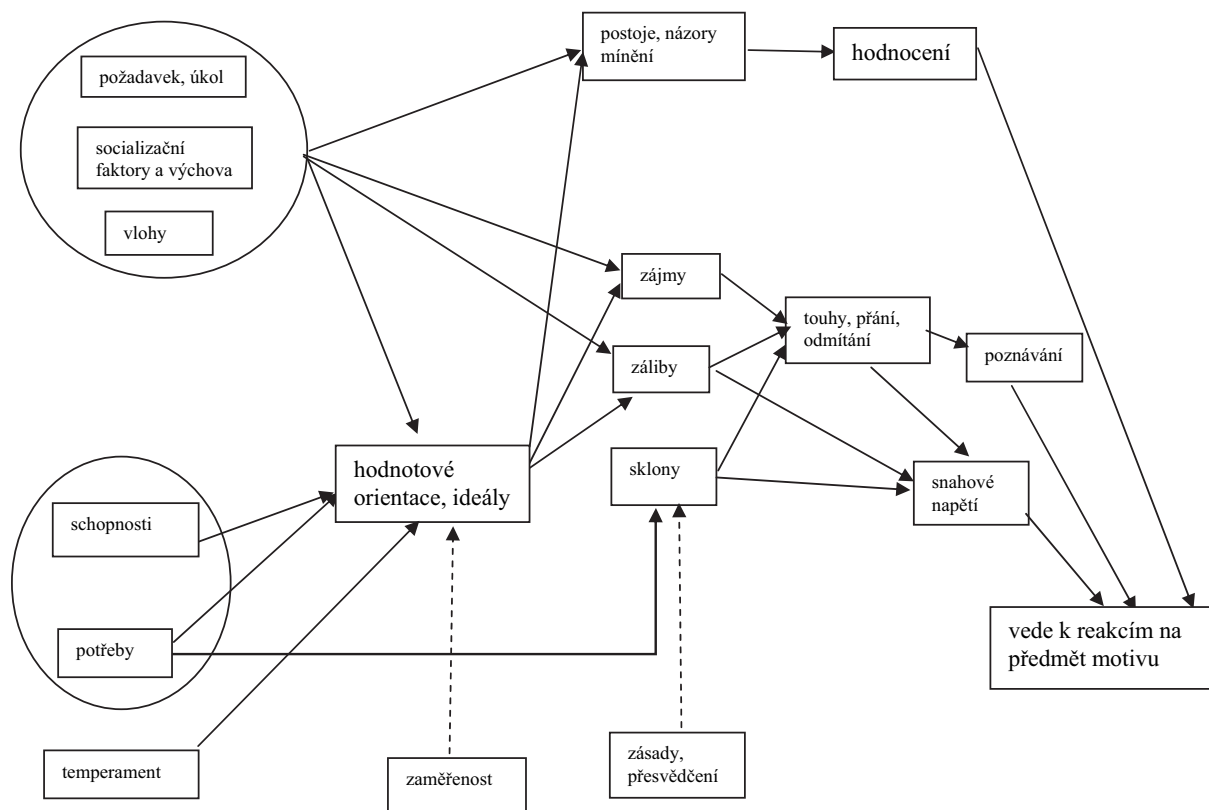 postoje, názory
mínění
hodnocení
požadavek, úkol
socializační
faktory a výchova
vlohy
zájmy
touhy, přání,
odmítání
poznávání
záliby
hodnotové
orientace, ideály
sklony
snahové
napětí
schopnosti
potřeby
vede k reakcím na
předmět motivu
temperament
zaměřenost
zásady,
přesvědčení